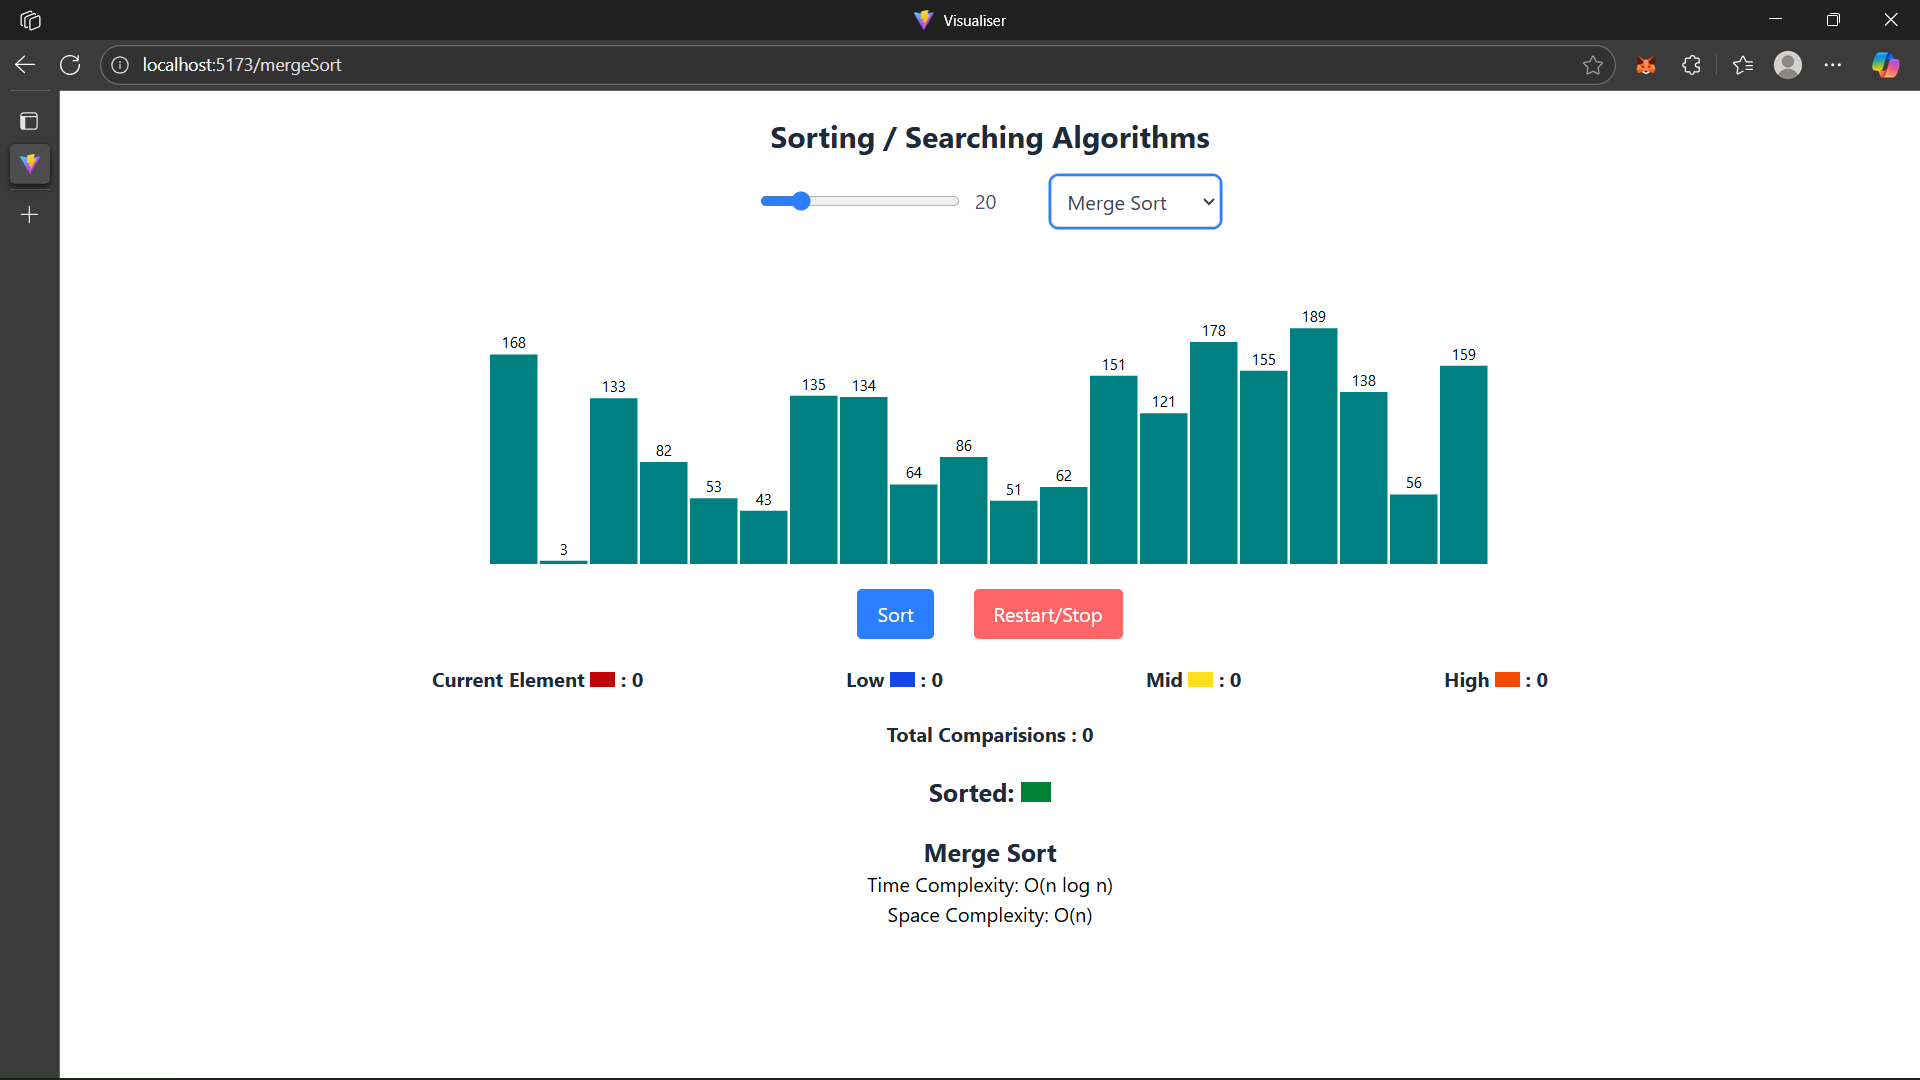 Visualiser
localhost:5173/mergeSort
Sorting / Searching Algorithms
20
Merge Sort
168 3 133 82 53 43 135 134 64 86 51 62 151 121 178 155 189 138 56 159
Sort Restart/Stop
Current Element : 0 Low : 0 Mid : 0 High : 0
Total Comparisions : 0
Sorted:
Merge Sort
Time Complexity: O(n log n)
Space Complexity: O(n)